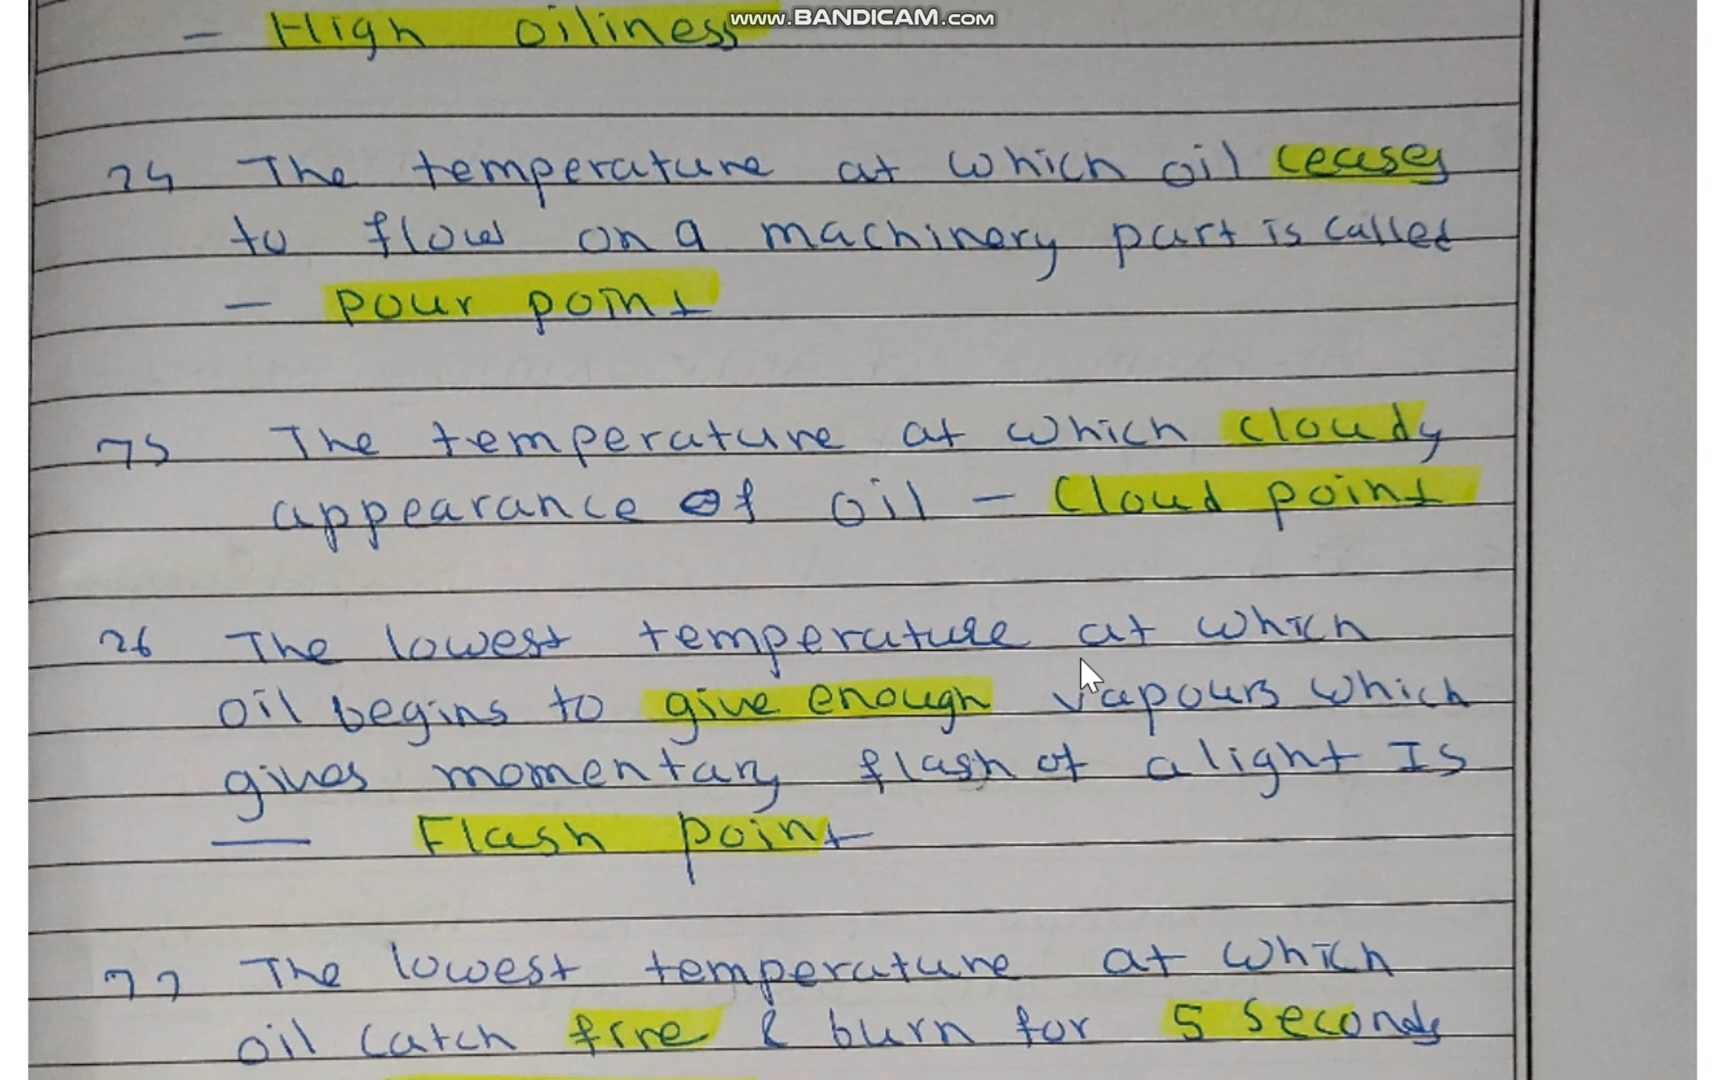 www.BANDICAM.com
- High oiliness
74 The temperature at which oil ceases
to flow on a machinery part is called
- pour point
75 The temperature at which cloudy
appearance of oil - Cloud point
76 The lowest temperature at which
oil begins to give enough vapours which
gives momentary flash of a light Is
— Flash point
77 The lowest temperature at which
oil catch fire & burn for 5 seconds